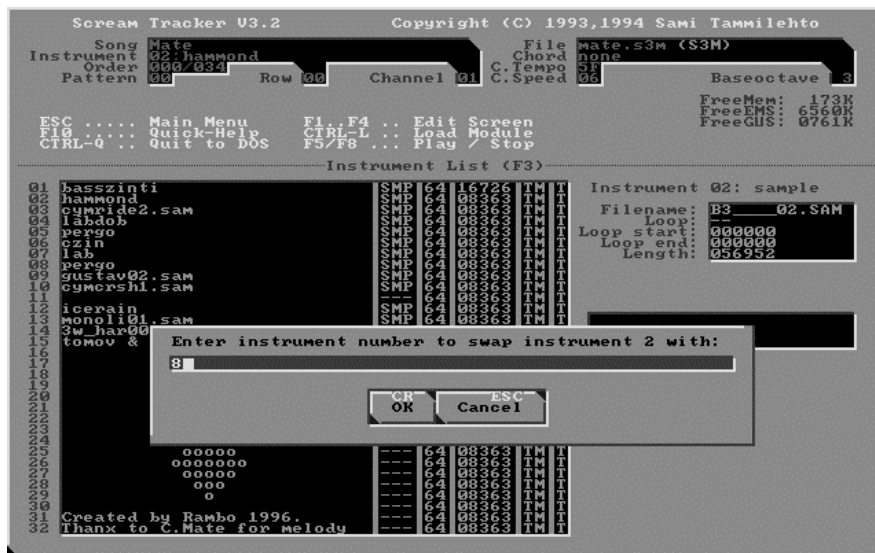 Scream Tracker V3.2 Copyright (C) 1993,1994 Sami Tammilehto
Song Mate File mate.s3m (S3M)
Instrument 02:hammond Chord none
Order 000/034 C.Tempo 5F
Pattern 00 Row 00 Channel 01 C.Speed 06 Baseoctave 3
FreeMem: 173K
FreeEMS: 6560K
FreeGUS: 0761K
ESC ..... Main Menu F1..F4 .. Edit Screen
F10 ..... Quick-Help CTRL-L .. Load Module
CTRL-Q .. Quit to DOS F5/F8 ... Play / Stop
Instrument List (F3)
01 basszinti SMP 64 16726 TM T
02 hammond SMP 64 08363 TM T
03 cymride2.sam SMP 64 08363 TM T
04 labdob SMP 64 08363 TM T
05 pergo SMP 64 08363 TM T
06 czin SMP 64 08363 TM T
07 lab SMP 64 08363 TM T
08 pergo SMP 64 08363 TM T
09 gustav02.sam SMP 64 08363 TM T
10 cymcrsh1.sam SMP 64 08363 TM T
11 --- 64 08363 TM T
12 icerain SMP 64 08363 TM T
13 monoli01.sam SMP 64 08363 TM T
14 3w_har00
15 tomov &
16
17
18
19
20
21
22
23
24
25 ooooo --- 64 08363 TM T
26 ooooooo --- 64 08363 TM T
27 ooooo --- 64 08363 TM T
28 ooo --- 64 08363 TM T
29 o --- 64 08363 TM T
30 --- 64 08363 TM T
31 Created by Rambo 1996. --- 64 08363 TM T
32 Thanx to C.Mate for melody --- 64 08363 TM T
Instrument 02: sample
Filename: B3____02.SAM
Loop: --
Loop start: 000000
Loop end: 000000
Length: 056952
Enter instrument number to swap instrument 2 with:
8
CR ESC
OK Cancel